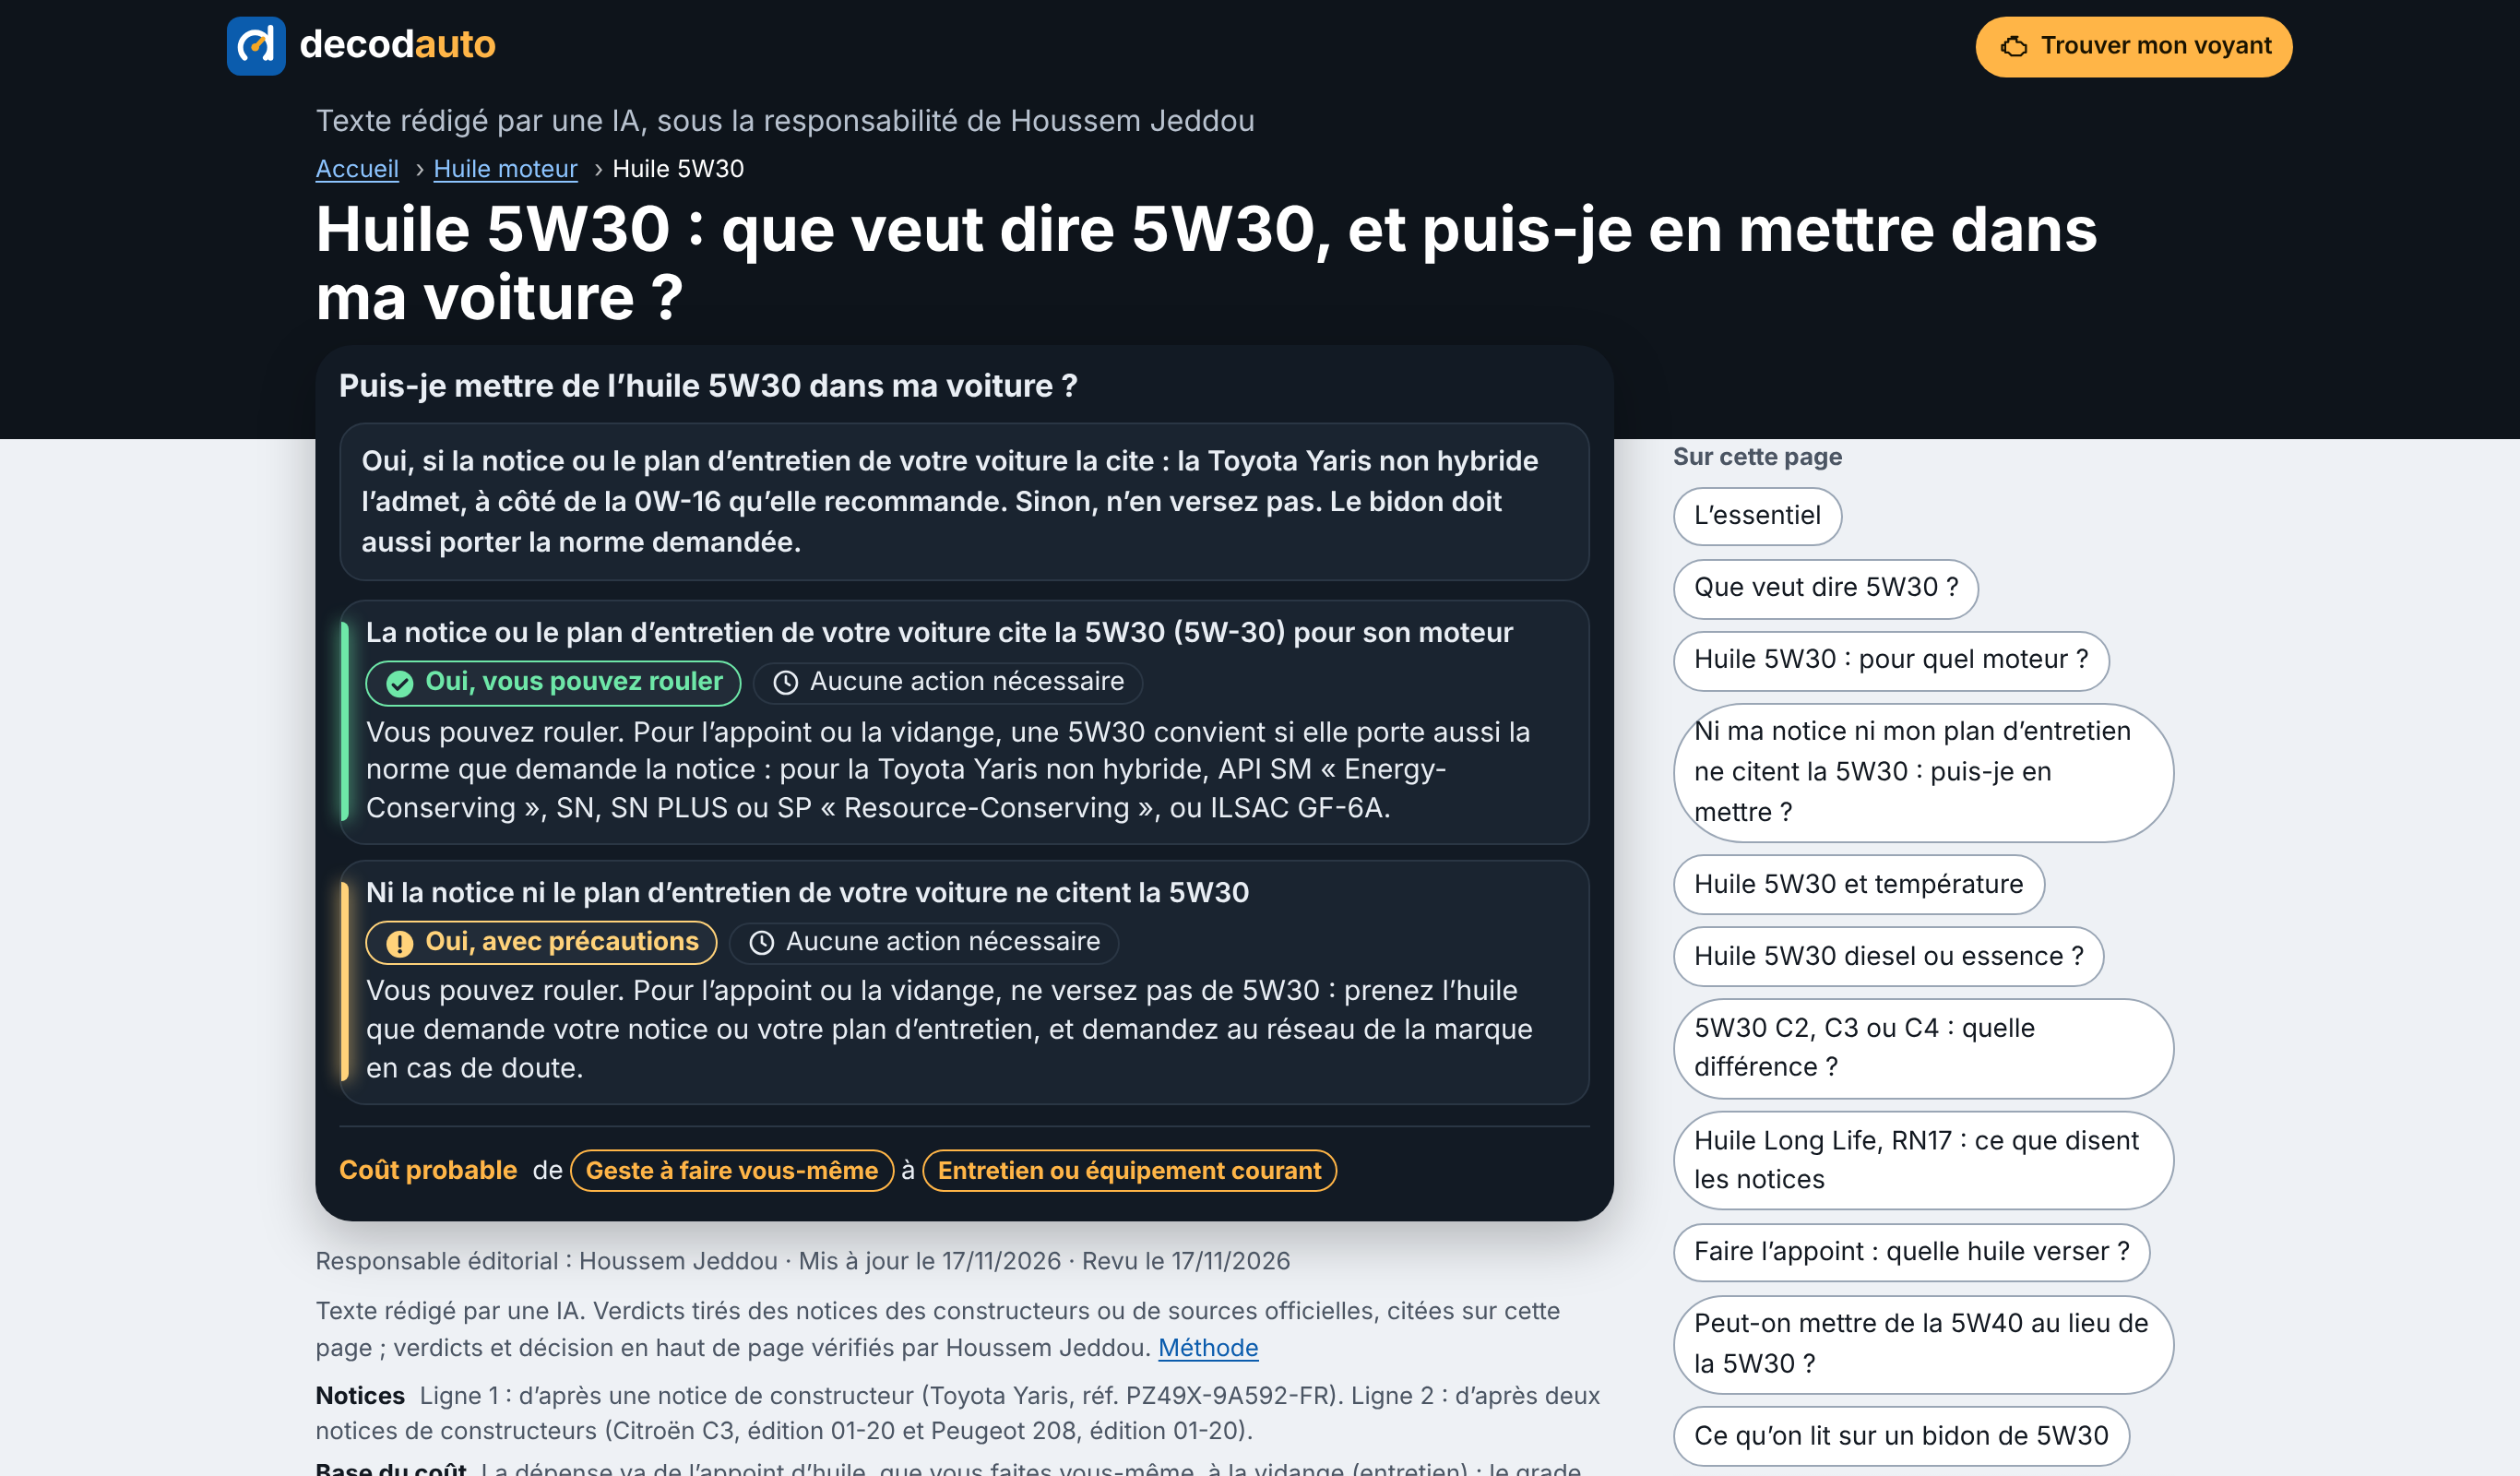 decodauto
Trouver mon voyant
Texte rédigé par une IA, sous la responsabilité de Houssem Jeddou
Accueil › Huile moteur › Huile 5W30
Huile 5W30 : que veut dire 5W30, et puis-je en mettre dans
ma voiture ?
Puis-je mettre de l’huile 5W30 dans ma voiture ?
Oui, si la notice ou le plan d’entretien de votre voiture la cite : la Toyota Yaris non hybride
l’admet, à côté de la 0W-16 qu’elle recommande. Sinon, n’en versez pas. Le bidon doit
aussi porter la norme demandée.
La notice ou le plan d’entretien de votre voiture cite la 5W30 (5W-30) pour son moteur
Oui, vous pouvez rouler
Aucune action nécessaire
Vous pouvez rouler. Pour l’appoint ou la vidange, une 5W30 convient si elle porte aussi la
norme que demande la notice : pour la Toyota Yaris non hybride, API SM « Energy-
Conserving », SN, SN PLUS ou SP « Resource-Conserving », ou ILSAC GF-6A.
Ni la notice ni le plan d’entretien de votre voiture ne citent la 5W30
Oui, avec précautions
Aucune action nécessaire
Vous pouvez rouler. Pour l’appoint ou la vidange, ne versez pas de 5W30 : prenez l’huile
que demande votre notice ou votre plan d’entretien, et demandez au réseau de la marque
en cas de doute.
Coût probable de Geste à faire vous-même à Entretien ou équipement courant
Responsable éditorial : Houssem Jeddou · Mis à jour le 17/11/2026 · Revu le 17/11/2026
Texte rédigé par une IA. Verdicts tirés des notices des constructeurs ou de sources officielles, citées sur cette
page ; verdicts et décision en haut de page vérifiés par Houssem Jeddou. Méthode
Notices Ligne 1 : d’après une notice de constructeur (Toyota Yaris, réf. PZ49X-9A592-FR). Ligne 2 : d’après deux
notices de constructeurs (Citroën C3, édition 01-20 et Peugeot 208, édition 01-20).
Base du coût La dépense va de l’appoint d’huile, que vous faites vous-même, à la vidange (entretien) ; le grade
Sur cette page
L’essentiel
Que veut dire 5W30 ?
Huile 5W30 : pour quel moteur ?
Ni ma notice ni mon plan d’entretien
ne citent la 5W30 : puis-je en
mettre ?
Huile 5W30 et température
Huile 5W30 diesel ou essence ?
5W30 C2, C3 ou C4 : quelle
différence ?
Huile Long Life, RN17 : ce que disent
les notices
Faire l’appoint : quelle huile verser ?
Peut-on mettre de la 5W40 au lieu de
la 5W30 ?
Ce qu’on lit sur un bidon de 5W30